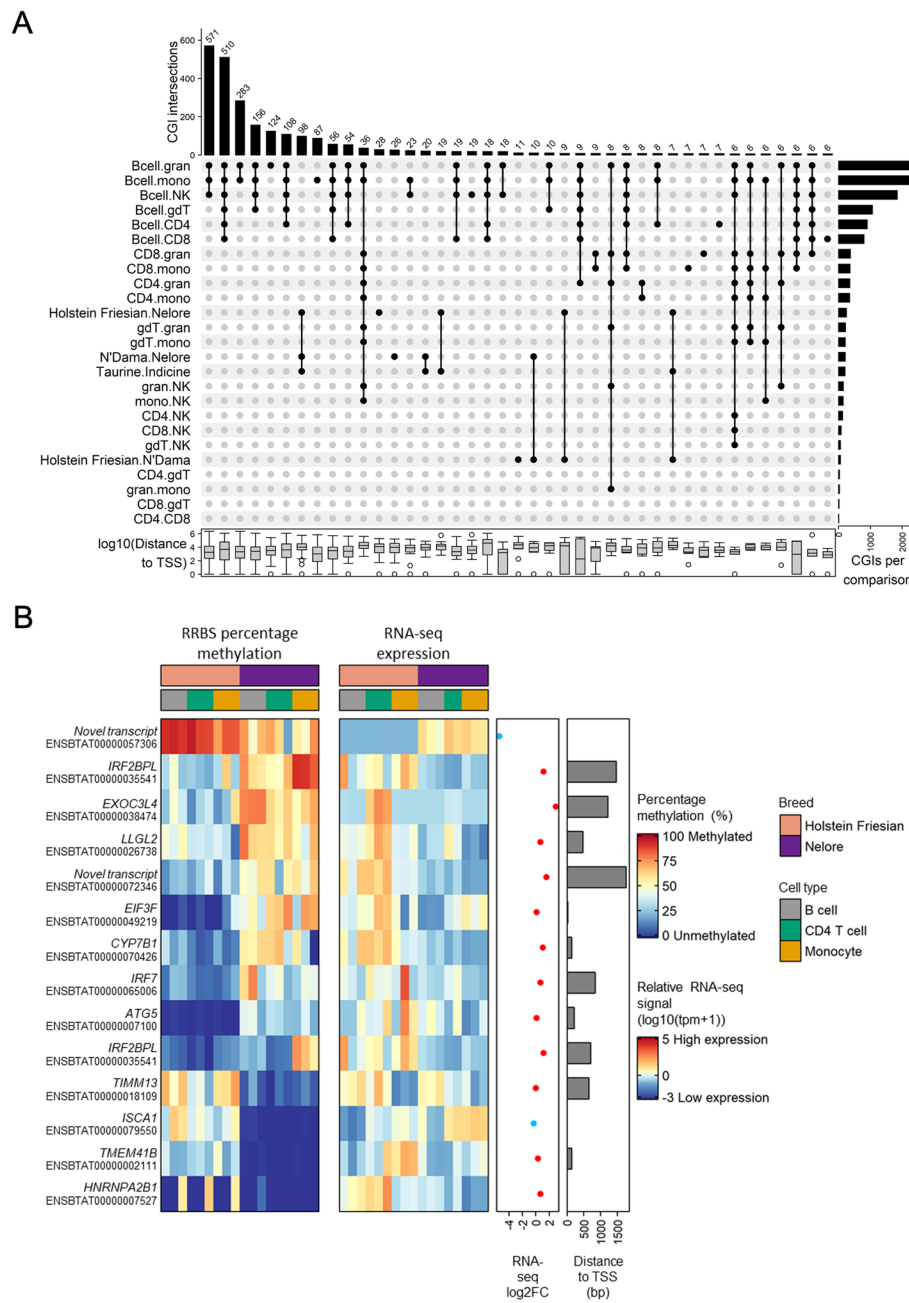 A
CGI intersections
600
400
200
0
571
510
283
156
124
108
98
87
56
54
36
28
26
23
20
19
19
19
18
18
11
10
10
9
9
9
8
8
8
8
7
7
7
6
6
6
6
6
6
6
Bcell.gran
Bcell.mono
Bcell.NK
Bcell.gdT
Bcell.CD4
Bcell.CD8
CD8.gran
CD8.mono
CD4.gran
CD4.mono
Holstein Friesian.Nelore
gdT.gran
gdT.mono
N'Dama.Nelore
Taurine.Indicine
gran.NK
mono.NK
CD4.NK
CD8.NK
gdT.NK
Holstein Friesian.N'Dama
CD4.gdT
gran.mono
CD8.gdT
CD4.CD8
log10(Distance to TSS)
6
4
2
0
0
1000
2000
CGIs per
comparison
B
RRBS percentage
methylation
RNA-seq
expression
Novel transcript
ENSBTAT00000057306
IRF2BPL
ENSBTAT00000035541
EXOC3L4
ENSBTAT00000038474
LLGL2
ENSBTAT00000026738
Novel transcript
ENSBTAT00000072346
EIF3F
ENSBTAT00000049219
CYP7B1
ENSBTAT00000070426
IRF7
ENSBTAT00000065006
ATG5
ENSBTAT00000007100
IRF2BPL
ENSBTAT00000035541
TIMM13
ENSBTAT00000018109
ISCA1
ENSBTAT00000079550
TMEM41B
ENSBTAT00000002111
HNRNPA2B1
ENSBTAT00000007527
-4
-2
0
2
RNA-
seq
log2FC
0
500
1000
1500
Distance
to TSS
(bp)
Percentage
methylation (%)
100 Methylated
75
50
25
0 Unmethylated
Relative RNA-seq
signal
(log10(tpm+1))
5 High expression
0
-3 Low expression
Breed
Holstein Friesian
Nelore
Cell type
B cell
CD4 T cell
Monocyte